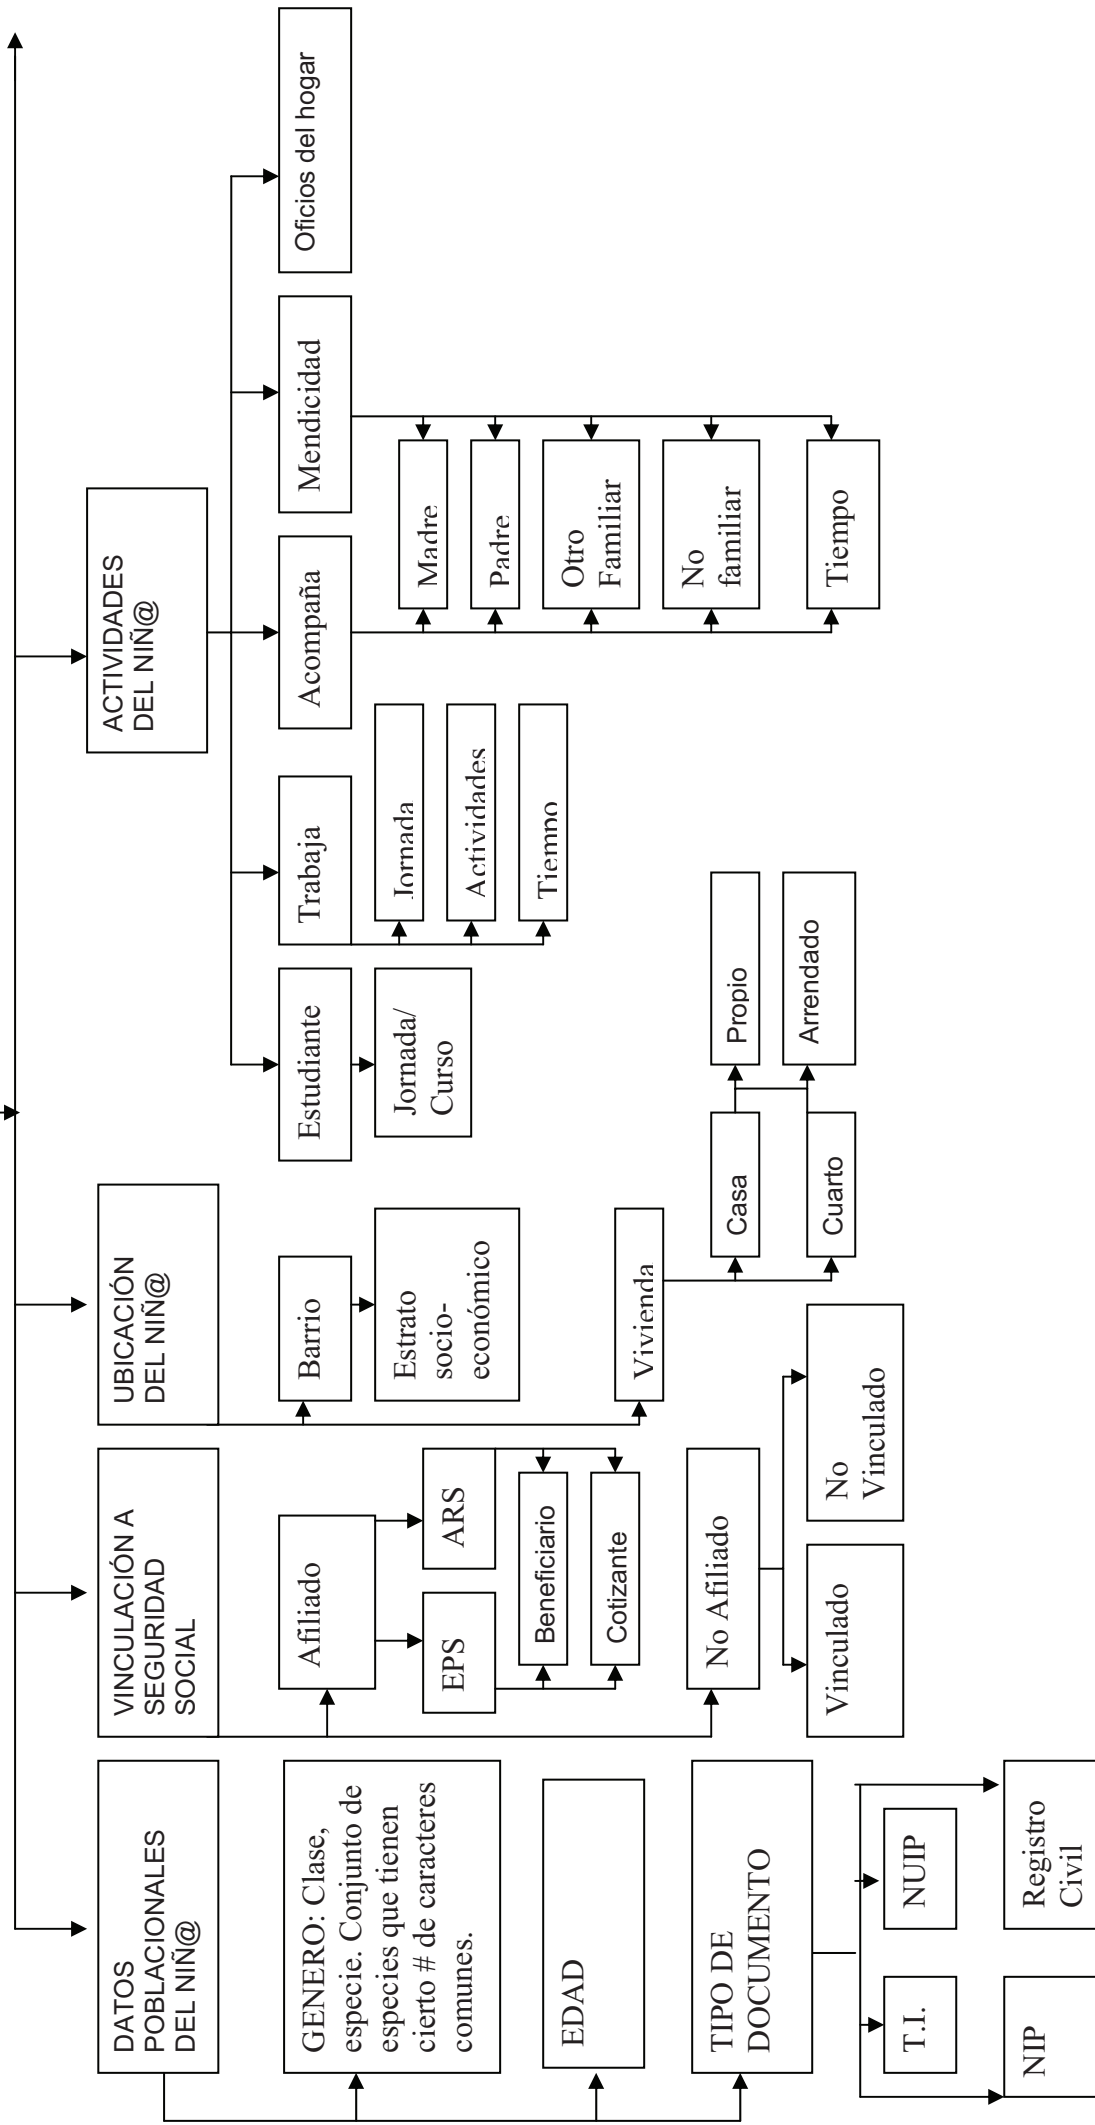 DATOS
POBLACIONALES
DEL NIÑ@
GENERO: Clase,
especie. Conjunto de
especies que tienen
cierto # de caracteres
comunes.
EDAD
TIPO DE
DOCUMENTO
T.I.
NUIP
NIP
Registro
Civil
VINCULACIÓN A
SEGURIDAD
SOCIAL
Afiliado
EPS
ARS
Beneficiario
Cotizante
No Afiliado
Vinculado
No
Vinculado
UBICACIÓN
DEL NIÑ@
Barrio
Estrato
socio-
económico
Vivienda
Casa
Cuarto
Propio
Arrendado
ACTIVIDADES
DEL NIÑ@
Estudiante
Jornada/
Curso
Trabaja
Jornada
Actividades
Tiempo
Acompaña
Mendicidad
Madre
Padre
Otro
Familiar
No
familiar
Tiempo
Oficios del hogar